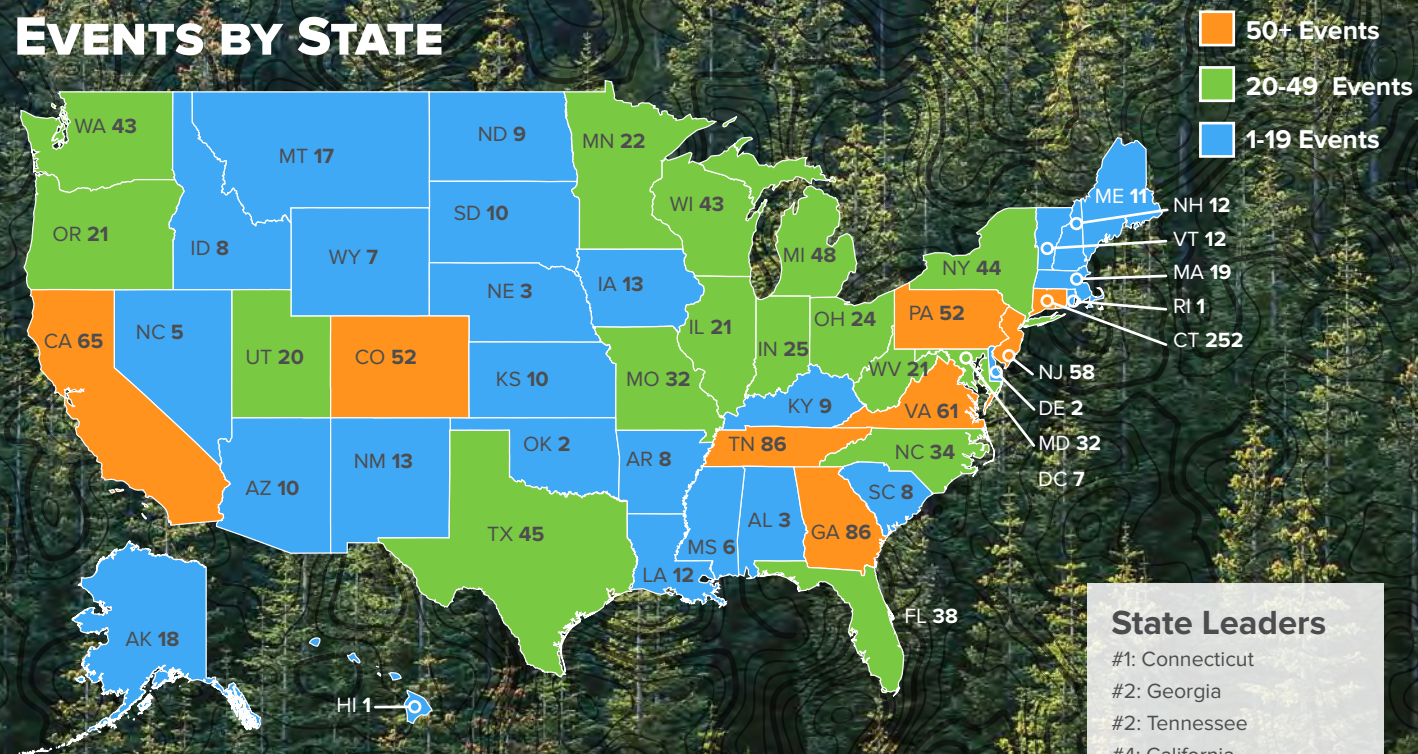 EVENTS BY STATE
50+ Events
20-49 Events
1-19 Events
WA 43
MT 17
ND 9
MN 22
OR 21
ID 8
WY 7
SD 10
WI 43
MI 48
NY 44
ME 11
NH 12
VT 12
MA 19
RI 1
CT 252
CA 65
NC 5
UT 20
CO 52
NE 3
IA 13
IL 21
IN 25
OH 24
PA 52
NJ 58
DE 2
MD 32
DC 7
KS 10
MO 32
KY 9
WV 21
VA 61
AZ 10
NM 13
OK 2
AR 8
TN 86
NC 34
TX 45
LA 12
MS 6
AL 3
GA 86
SC 8
FL 38
AK 18
HI 1
State Leaders
#1: Connecticut
#2: Georgia
#2: Tennessee
#4: California